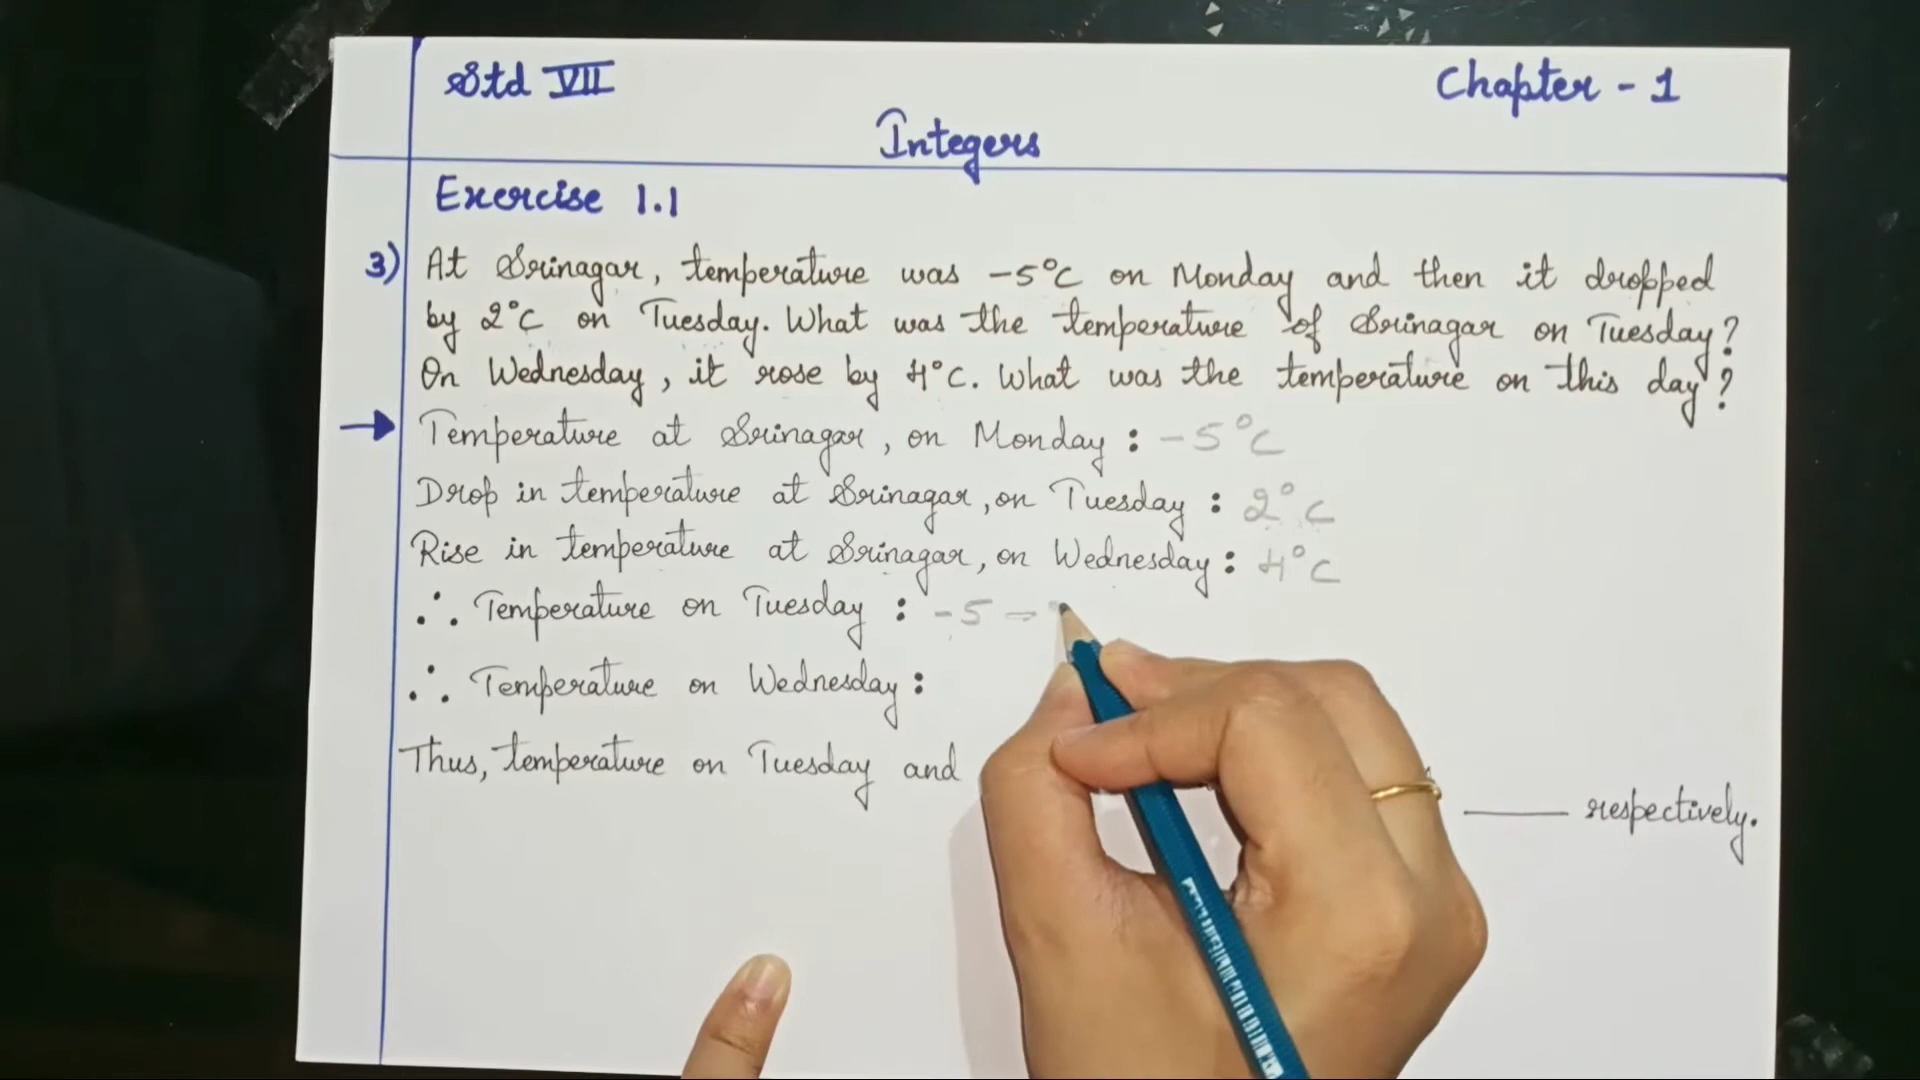 Std VII
Chapter - 1
Integers
Exercise 1.1
3) At Srinagar, temperature was -5°C on Monday and then it dropped
by 2°C on Tuesday. What was the temperature of Srinagar on Tuesday?
On Wednesday, it rose by 4°C. What was the temperature on this day?
→ Temperature at Srinagar, on Monday : -5°C
Drop in temperature at Srinagar, on Tuesday : 2°C
Rise in temperature at Srinagar, on Wednesday : 4°C
∴ Temperature on Tuesday : -5 -
∴ Temperature on Wednesday :
Thus, temperature on Tuesday and
______ respectively.